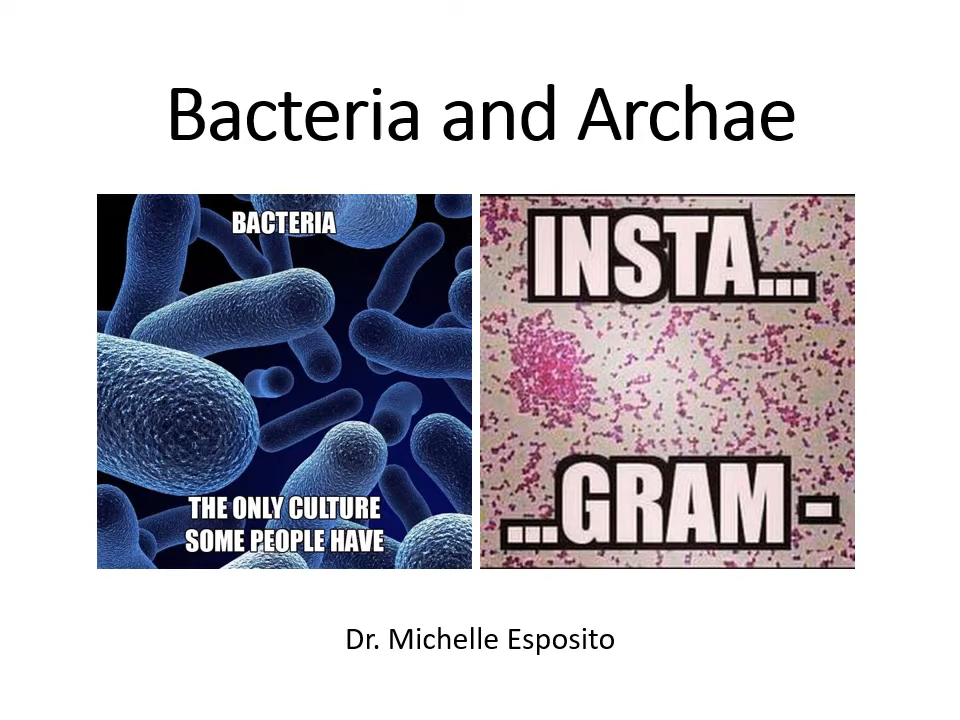 Bacteria and Archae
BACTERIA
THE ONLY CULTURE
SOME PEOPLE HAVE
INSTA...
...GRAM -
Dr. Michelle Esposito